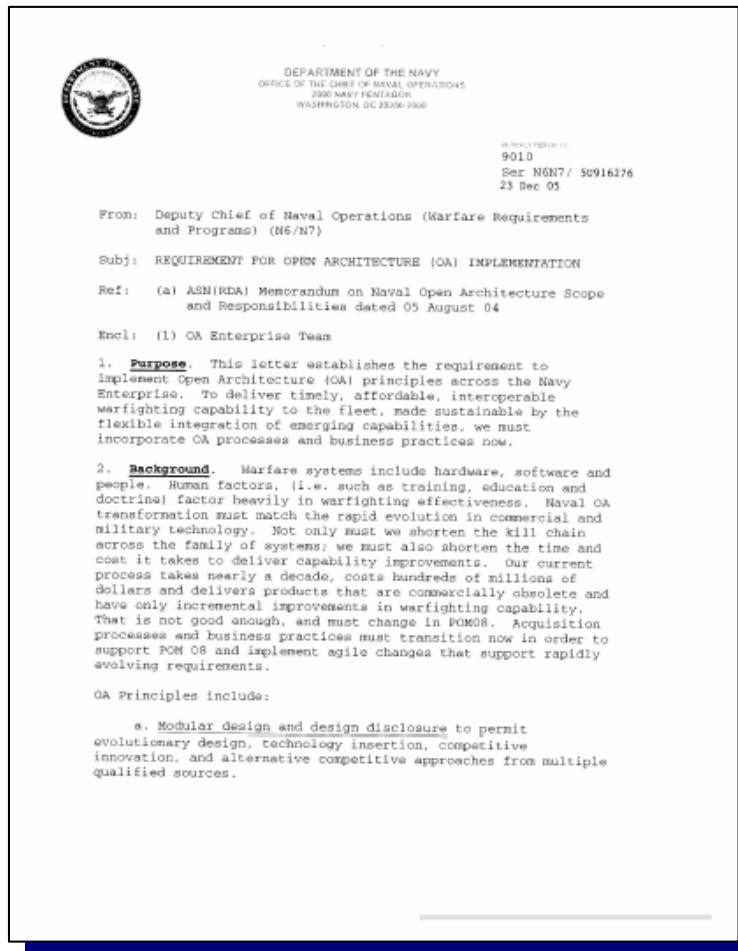 DEPARTMENT OF THE NAVY
OFFICE OF THE CHIEF OF NAVAL OPERATIONS
2000 NAVY PENTAGON
WASHINGTON, DC 20350-2000
IN REPLY REFER TO
9010
Ser N6N7/ 5U916276
23 Dec 05
From: Deputy Chief of Naval Operations (Warfare Requirements
and Programs) (N6/N7)
Subj: REQUIREMENT FOR OPEN ARCHITECTURE (OA) IMPLEMENTATION
Ref: (a) ASN(RDA) Memorandum on Naval Open Architecture Scope
and Responsibilities dated 05 August 04
Encl: (1) OA Enterprise Team
1. Purpose. This letter establishes the requirement to
implement Open Architecture (OA) principles across the Navy
Enterprise. To deliver timely, affordable, interoperable
warfighting capability to the fleet, made sustainable by the
flexible integration of emerging capabilities, we must
incorporate OA processes and business practices now.
2. Background. Warfare systems include hardware, software and
people. Human factors, (i.e. such as training, education and
doctrine) factor heavily in warfighting effectiveness. Naval OA
transformation must match the rapid evolution in commercial and
military technology. Not only must we shorten the kill chain
across the family of systems; we must also shorten the time and
cost it takes to deliver capability improvements. Our current
process takes nearly a decade, costs hundreds of millions of
dollars and delivers products that are commercially obsolete and
have only incremental improvements in warfighting capability.
That is not good enough, and must change in POM08. Acquisition
processes and business practices must transition now in order to
support POM 08 and implement agile changes that support rapidly
evolving requirements.
OA Principles include:
a. Modular design and design disclosure to permit
evolutionary design, technology insertion, competitive
innovation, and alternative competitive approaches from multiple
qualified sources.